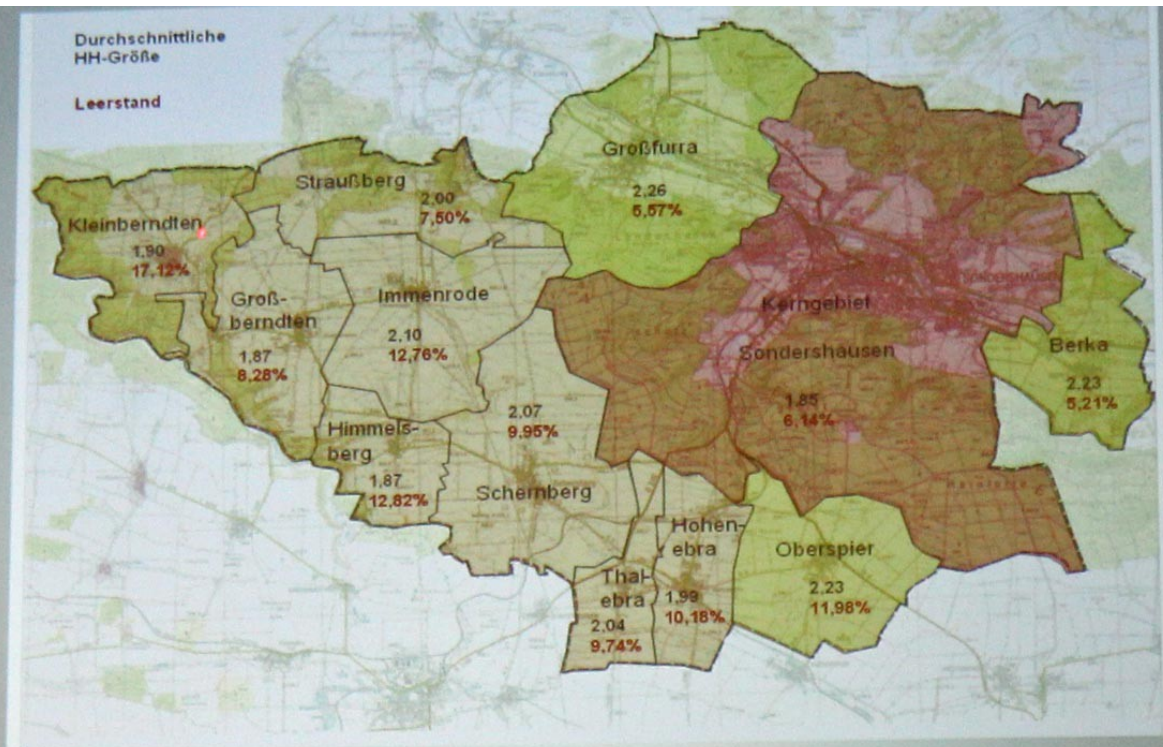 Durchschnittliche
HH-Größe
Leerstand
Großfurra
2,26
5,57%
Straußberg
2,00
7,50%
Kleinberndten
1,90
17,12%
Groß-
berndten
1,87
8,28%
Immenrode
2,10
12,76%
Kerngebiet
Sondershausen
1,85
6,14%
SONDERSHAUSEN
Berka
2,23
5,21%
Himmels-
berg
1,87
12,82%
2,07
9,95%
Schernberg
Hohen-
ebra
1,99
10,18%
Thal-
ebra
2,04
9,74%
Oberspier
2,23
11,98%